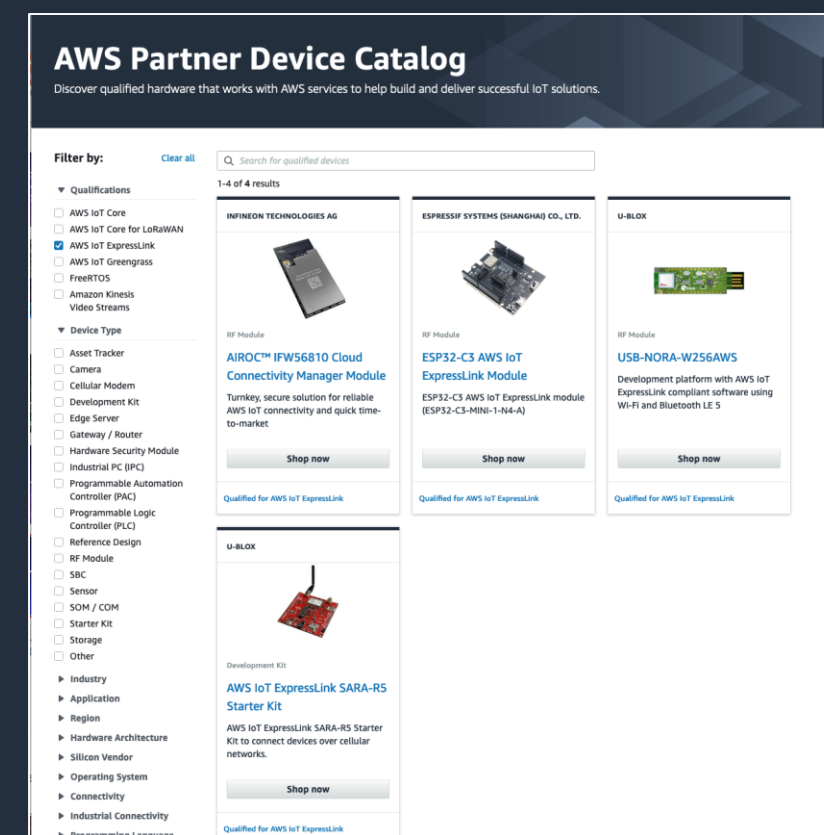 AWS Partner Device Catalog
Discover qualified hardware that works with AWS services to help build and deliver successful IoT solutions.
Filter by:
Clear all
Qualifications
AWS IoT Core
AWS IoT Core for LoRaWAN
AWS IoT ExpressLink
AWS IoT Greengrass
FreeRTOS
Amazon Kinesis
Video Streams
Device Type
Asset Tracker
Camera
Cellular Modem
Development Kit
Edge Server
Gateway / Router
Hardware Security Module
Industrial PC (IPC)
Programmable Automation
Controller (PAC)
Programmable Logic
Controller (PLC)
Reference Design
RF Module
SBC
Sensor
SOM / COM
Starter Kit
Storage
Other
Industry
Application
Region
Hardware Architecture
Silicon Vendor
Operating System
Connectivity
Industrial Connectivity
Programming Language
Search for qualified devices
1-4 of 4 results
INFINEON TECHNOLOGIES AG
RF Module
AIROC™ IFW56810 Cloud
Connectivity Manager Module
Turnkey, secure solution for reliable
AWS IoT connectivity and quick time-
to-market
Shop now
Qualified for AWS IoT ExpressLink
ESPRESSIF SYSTEMS (SHANGHAI) CO., LTD.
RF Module
ESP32-C3 AWS IoT
ExpressLink Module
ESP32-C3 AWS IoT ExpressLink module
(ESP32-C3-MINI-1-N4-A)
Shop now
Qualified for AWS IoT ExpressLink
U-BLOX
RF Module
USB-NORA-W256AWS
Development platform with AWS IoT
ExpressLink compliant software using
Wi-Fi and Bluetooth LE 5
Shop now
Qualified for AWS IoT ExpressLink
U-BLOX
Development Kit
AWS IoT ExpressLink SARA-R5
Starter Kit
AWS IoT ExpressLink SARA-R5 Starter
Kit to connect devices over cellular
networks.
Shop now
Qualified for AWS IoT ExpressLink